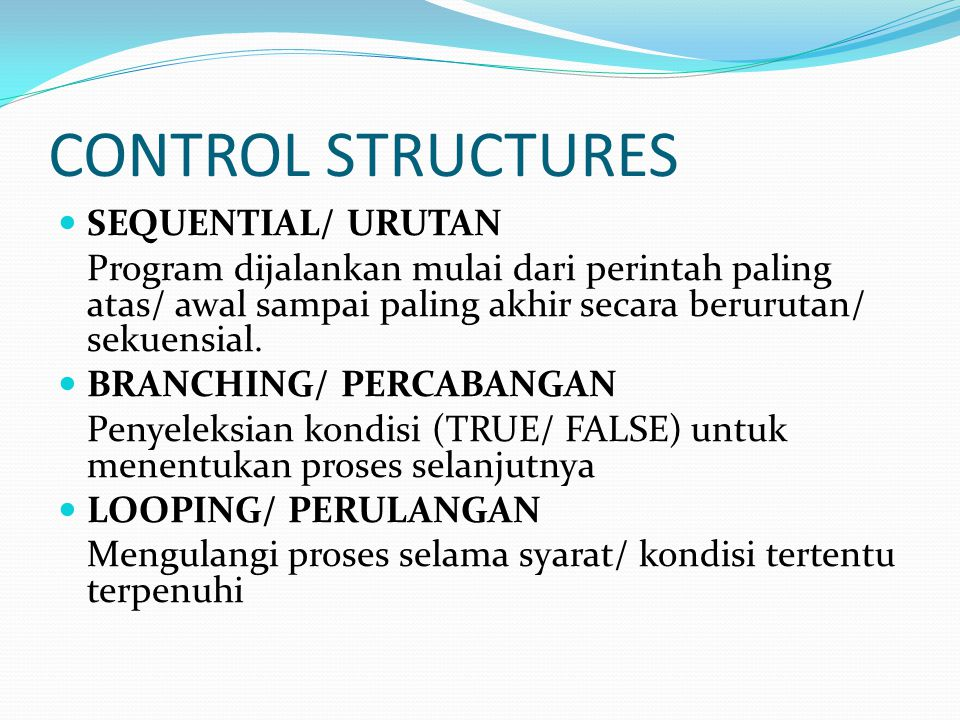 CONTROL STRUCTURES
SEQUENTIAL/ URUTAN
Program dijalankan mulai dari perintah paling
atas/ awal sampai paling akhir secara berurutan/
sekuensial.
BRANCHING/ PERCABANGAN
Penyeleksian kondisi (TRUE/ FALSE) untuk
menentukan proses selanjutnya
LOOPING/ PERULANGAN
Mengulangi proses selama syarat/ kondisi tertentu
terpenuhi